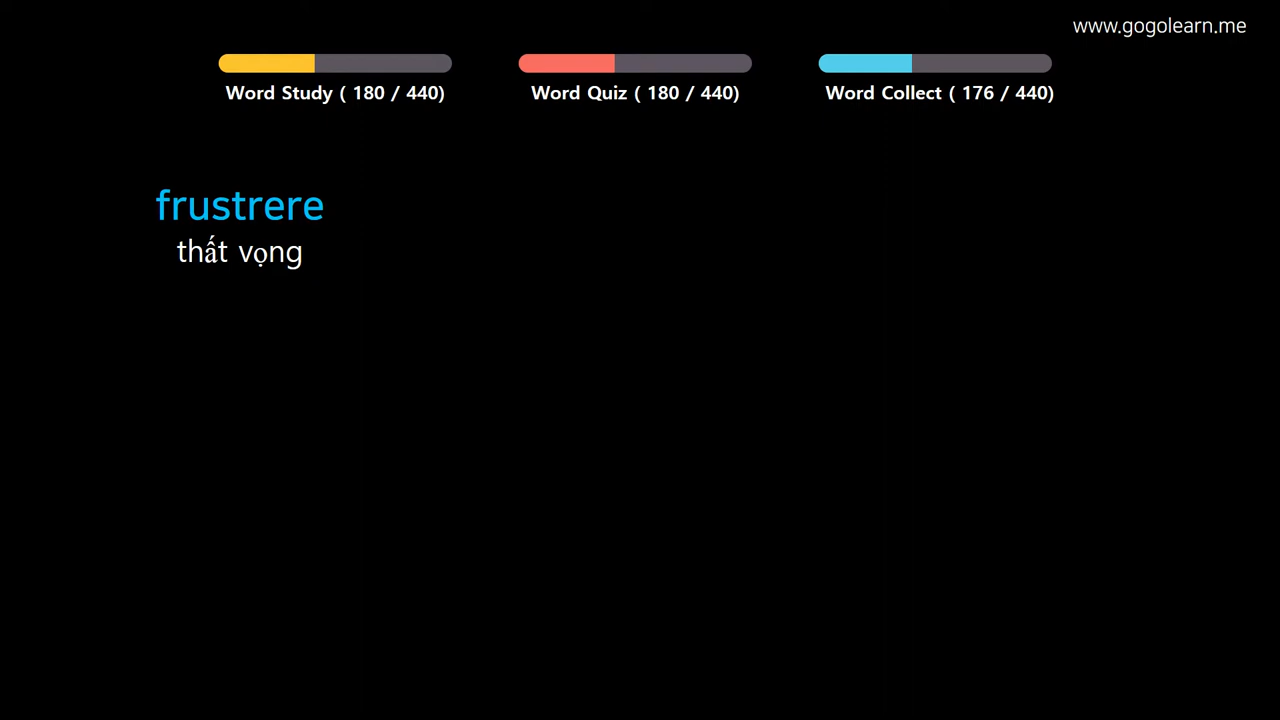 www.gogolearn.me
Word Study ( 180 / 440)
Word Quiz ( 180 / 440)
Word Collect ( 176 / 440)
frustrere
thất vọng